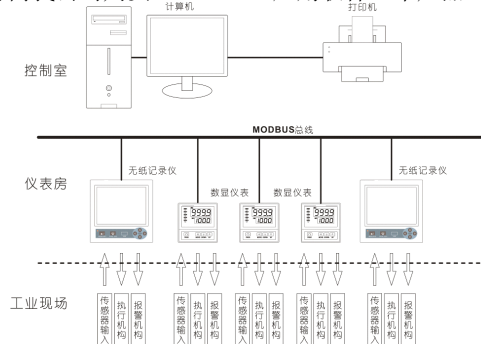 计算机
打印机
控制室
MODBUS总线
无纸记录仪
无纸记录仪
仪表房
数显仪表
数显仪表
9999
1000
9999
1000
9999
1000
工业现场
传感器输入
执行机构
报警机构
传感器输入
执行机构
报警机构
传感器输入
执行机构
报警机构
传感器输入
执行机构
报警机构
传感器输入
执行机构
报警机构